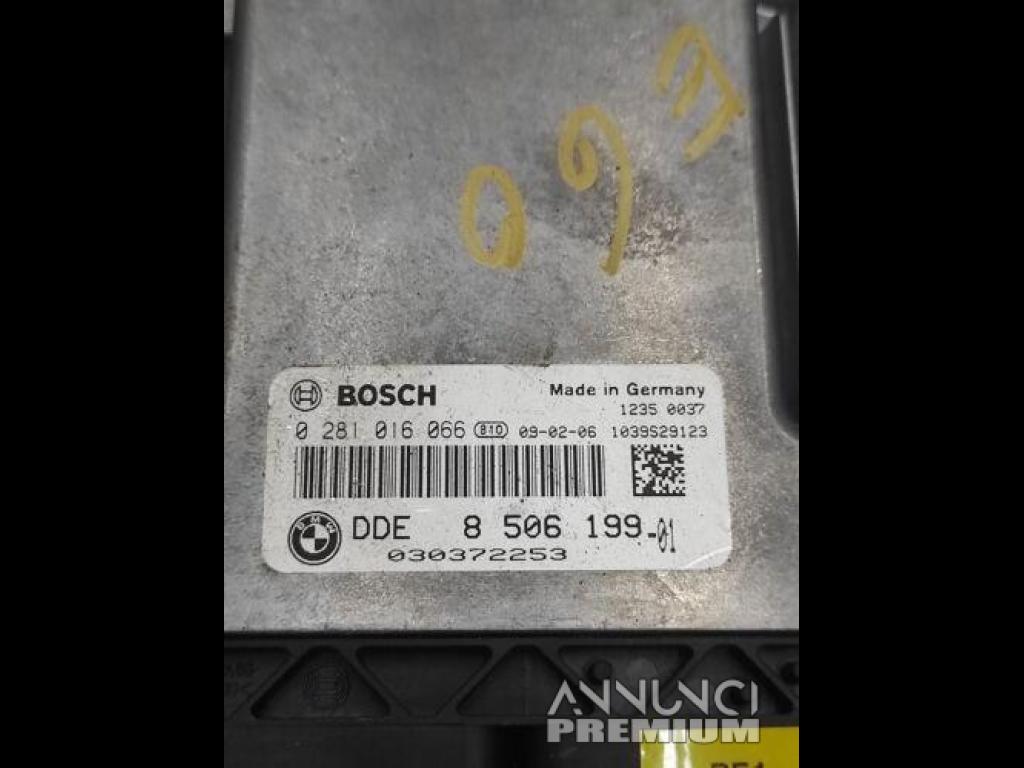 BOSCH
Made in Germany
1235 0037
0 281 016 066 810 09-02-06 1039S29123
BMW DDE 8 506 199-01
030372253
ANNUNCI
PREMIUM